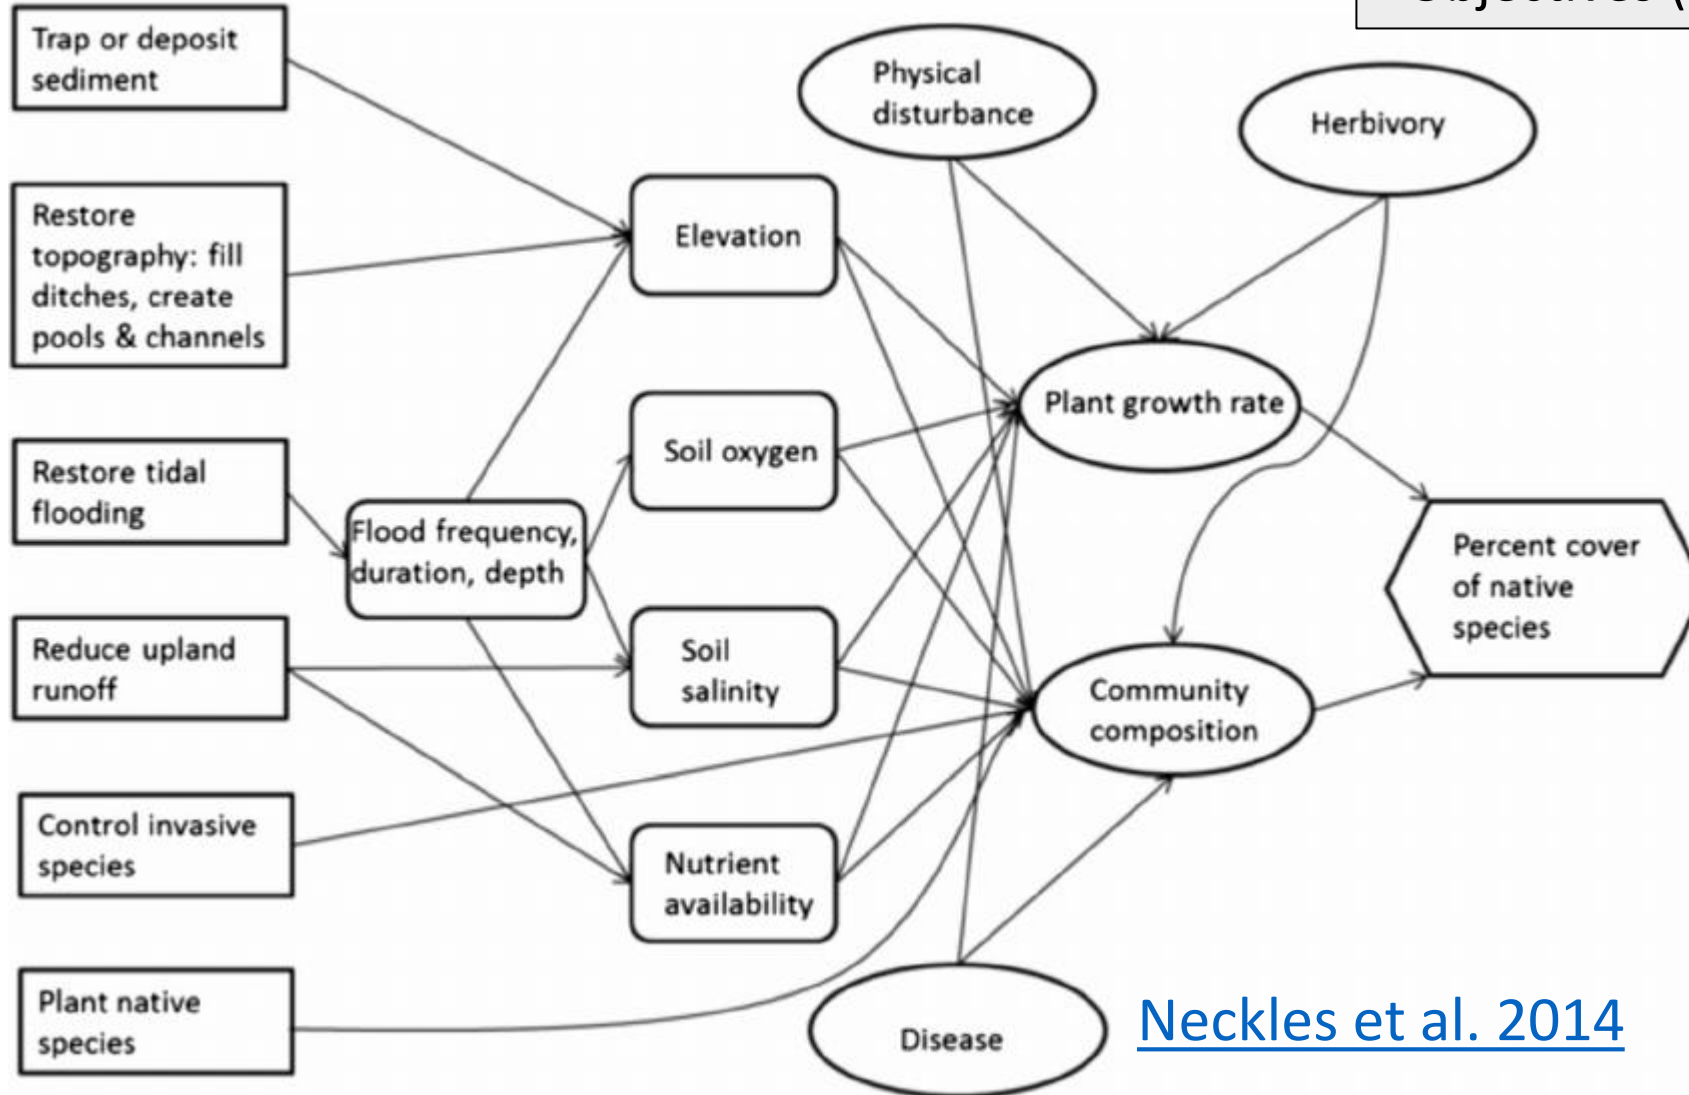 Objectives (
Trap or deposit
sediment
Physical
disturbance
Herbivory
Restore
topography: fill
ditches, create
pools & channels
Elevation
Plant growth rate
Soil oxygen
Restore tidal
flooding
Flood frequency,
duration, depth
Percent cover
of native
species
Reduce upland
runoff
Soil
salinity
Community
composition
Control invasive
species
Nutrient
availability
Plant native
species
Disease
Neckles et al. 2014